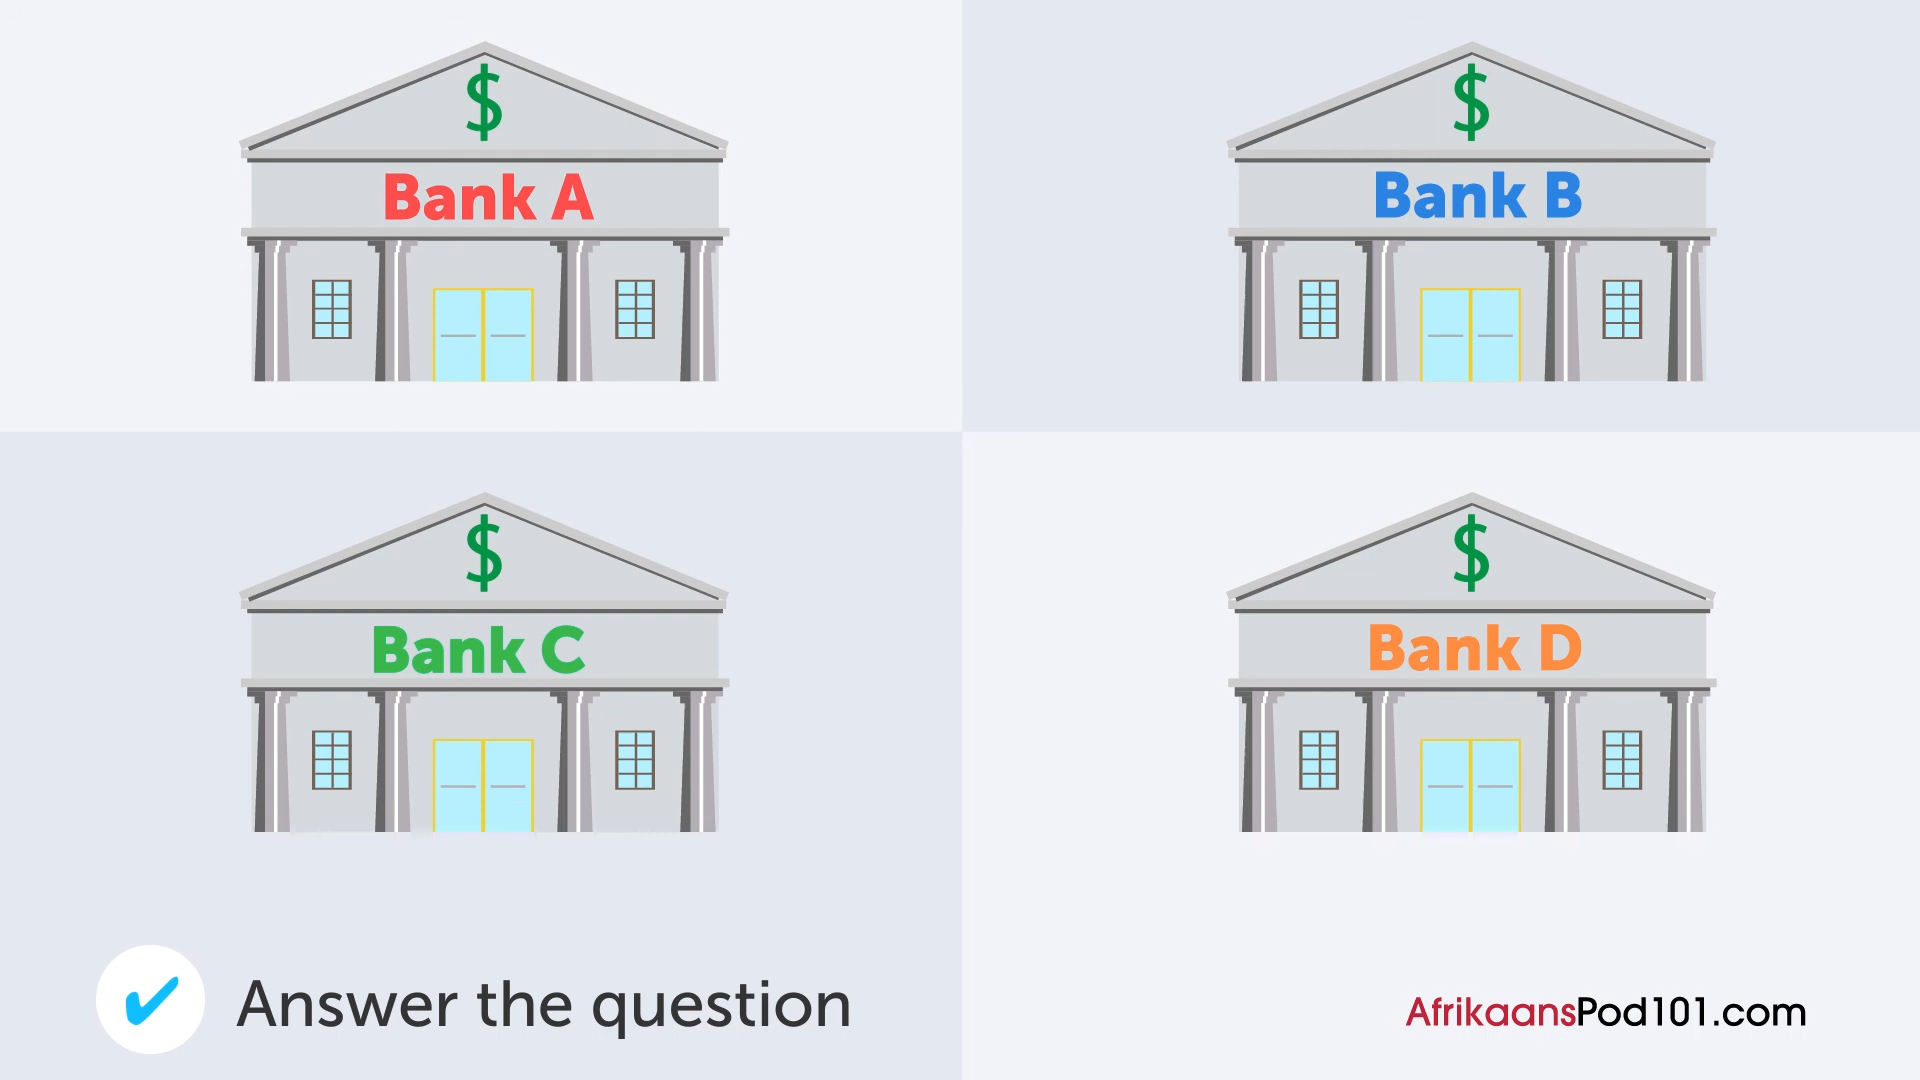 $
Bank A
$
Bank B
$
Bank C
$
Bank D
✔ Answer the question
AfrikaansPod101.com